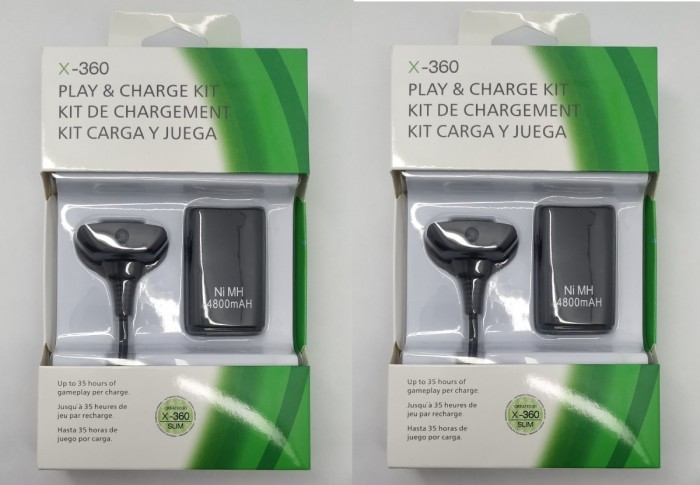 X-360
PLAY & CHARGE KIT
KIT DE CHARGEMENT
KIT CARGA Y JUEGA
Ni MH
4800mAH
Up to 35 hours of
gameplay per charge.
Jusqu'à 35 heures de
jeu par recharge
Hasta 35 horas de
juego por carga.
X-360
SLIM
X-360
PLAY & CHARGE KIT
KIT DE CHARGEMENT
KIT CARGA Y JUEGA
Ni MH
4800mAH
Up to 35 hours of
gameplay per charge.
Jusqu'à 35 heures de
jeu par recharge
Hasta 35 horas de
juego por carga.
X-360
SLIM